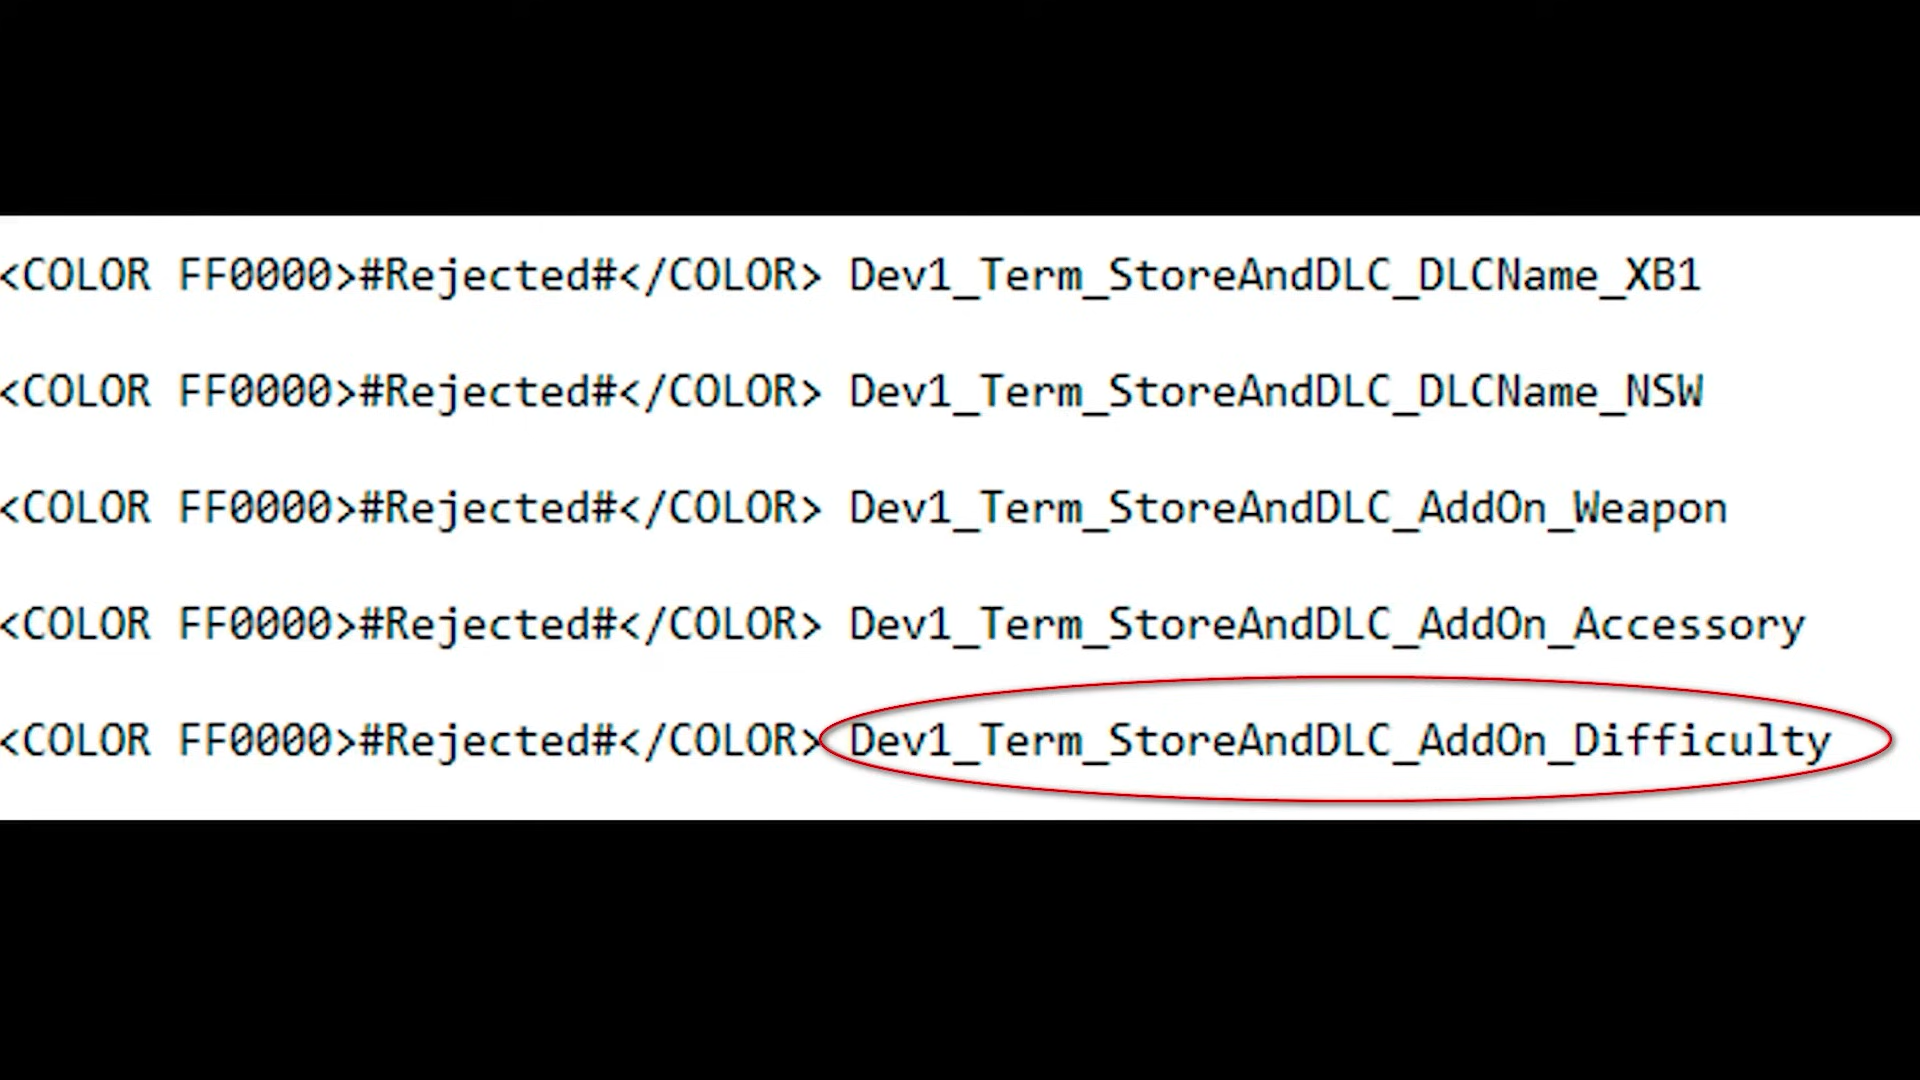 <COLOR FF0000>#Rejected#</COLOR> Dev1_Term_StoreAndDLC_DLCName_XB1
<COLOR FF0000>#Rejected#</COLOR> Dev1_Term_StoreAndDLC_DLCName_NSW
<COLOR FF0000>#Rejected#</COLOR> Dev1_Term_StoreAndDLC_AddOn_Weapon
<COLOR FF0000>#Rejected#</COLOR> Dev1_Term_StoreAndDLC_AddOn_Accessory
<COLOR FF0000>#Rejected#</COLOR> Dev1_Term_StoreAndDLC_AddOn_Difficulty